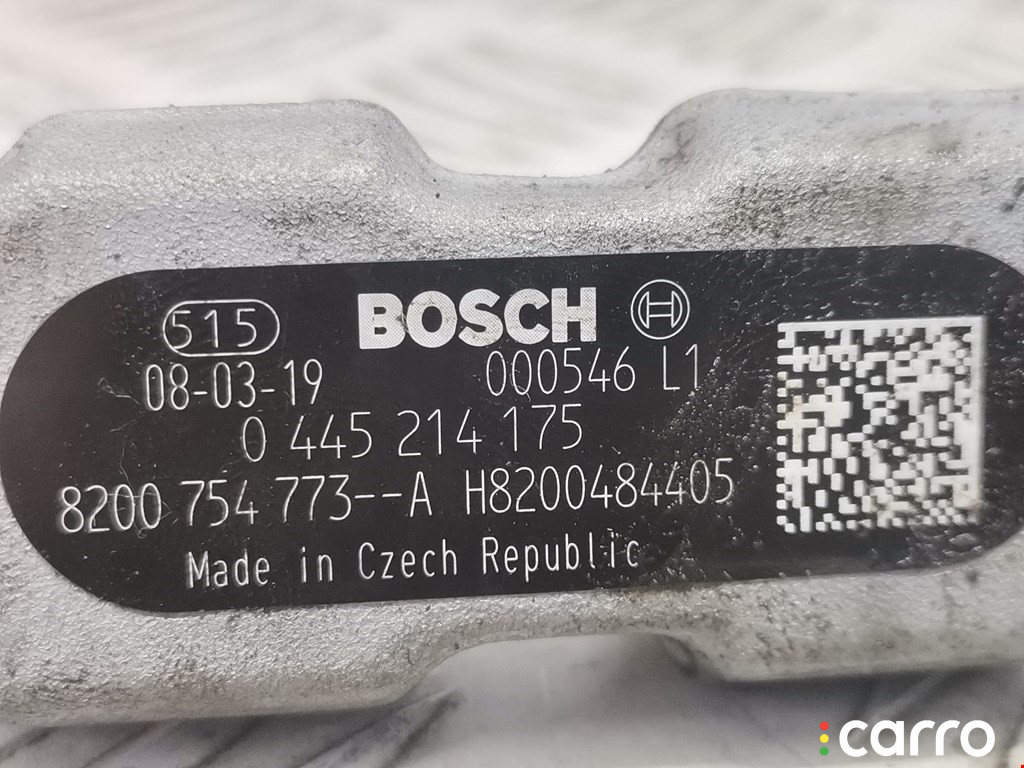 515 BOSCH
08-03-19 000546 L1
0 445 214 175
8200 754 773--A H8200484405
Made in Czech Republic
carro